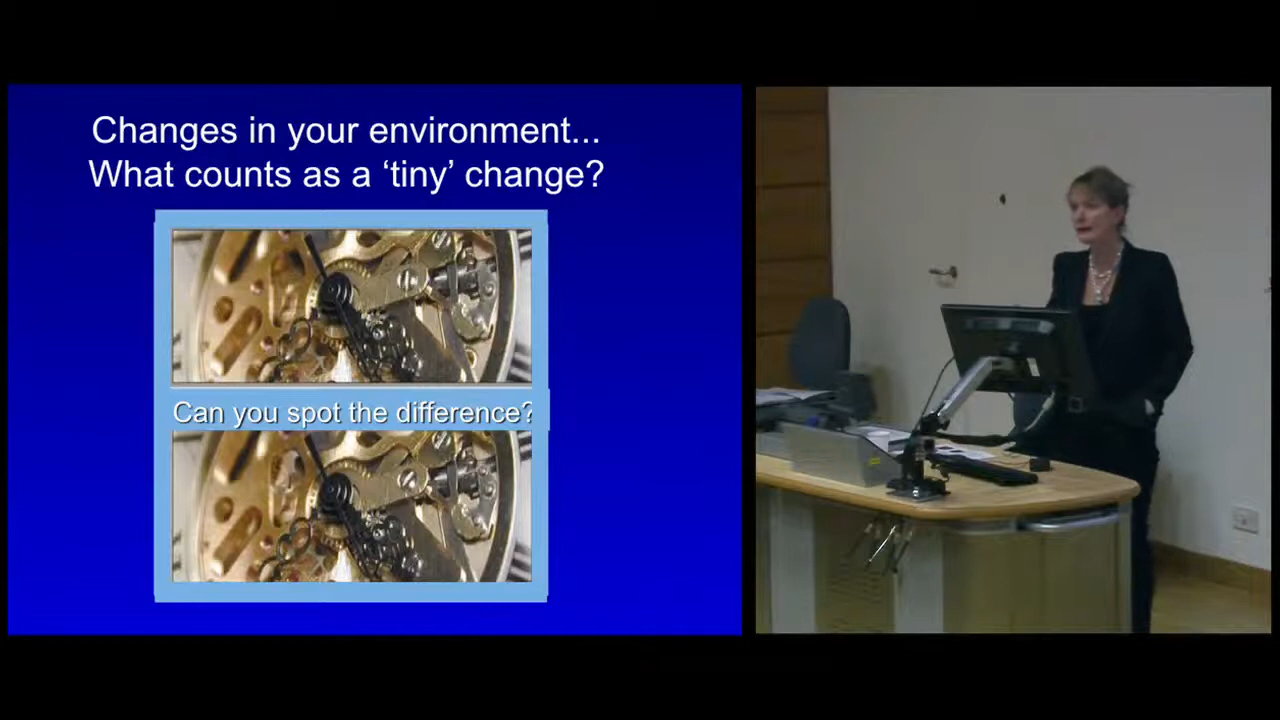 Changes in your environment...
What counts as a ‘tiny’ change?
Can you spot the difference?